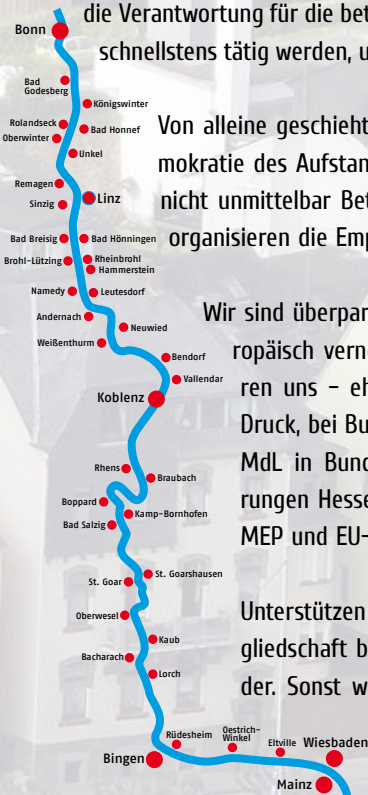 die Verantwortung für die bet
schnellstens tätig werden, u
Von alleine geschieht
mokratie des Aufstan
nicht unmittelbar Bet
organisieren die Emp
Wir sind überpar
ropäisch verne
ren uns – eh
Druck, bei Bu
MdL in Bund
rungen Hesse
MEP und EU-
Unterstützen
gliedschaft b
der. Sonst w
Bonn
Bad
Godesberg
Königswinter
Rolandseck
Bad Honnef
Oberwinter
Unkel
Remagen
Linz
Sinzig
Bad Breisig
Bad Hönningen
Brohl-Lützing
Rheinbrohl
Hammerstein
Namedy
Leutesdorf
Andernach
Neuwied
Weißenthurm
Bendorf
Vallendar
Koblenz
Rhens
Braubach
Boppard
Kamp-Bornhofen
Bad Salzig
St. Goarshausen
St. Goar
Oberwesel
Kaub
Bacharach
Lorch
Rüdesheim
Oestrich-
Winkel
Eltville
Wiesbaden
Bingen
Mainz